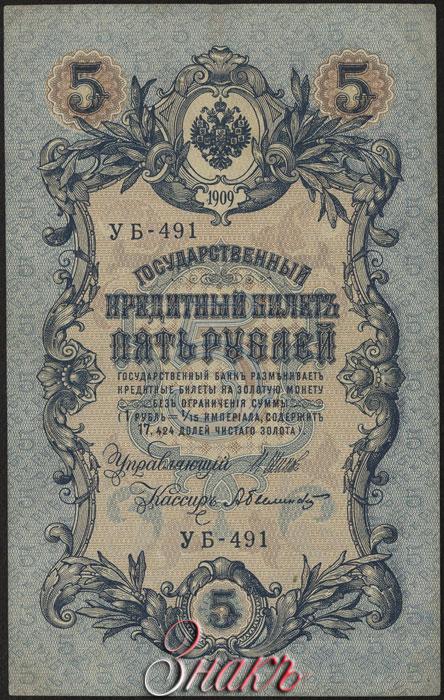 5 5
1909
УБ-491
ГОСУДАРСТВЕННЫЙ
КРЕДИТНЫЙ БИЛЕТЪ
ПЯТЬ РУБЛЕЙ
ГОСУДАРСТВЕННЫЙ БАНКЪ РАЗМѢНИВАЕТЪ
КРЕДИТНЫЕ БИЛЕТЫ НА ЗОЛОТУЮ МОНЕТУ
БЕЗЪ ОГРАНИЧЕНІЯ СУММЫ
(1 РУБЛЬ = 1/15 ИМПЕРІАЛА, СОДЕРЖИТЪ
17,424 ДОЛЕЙ ЧИСТАГО ЗОЛОТА).
Управляющій
Кассиръ
УБ-491
5
Знакъ